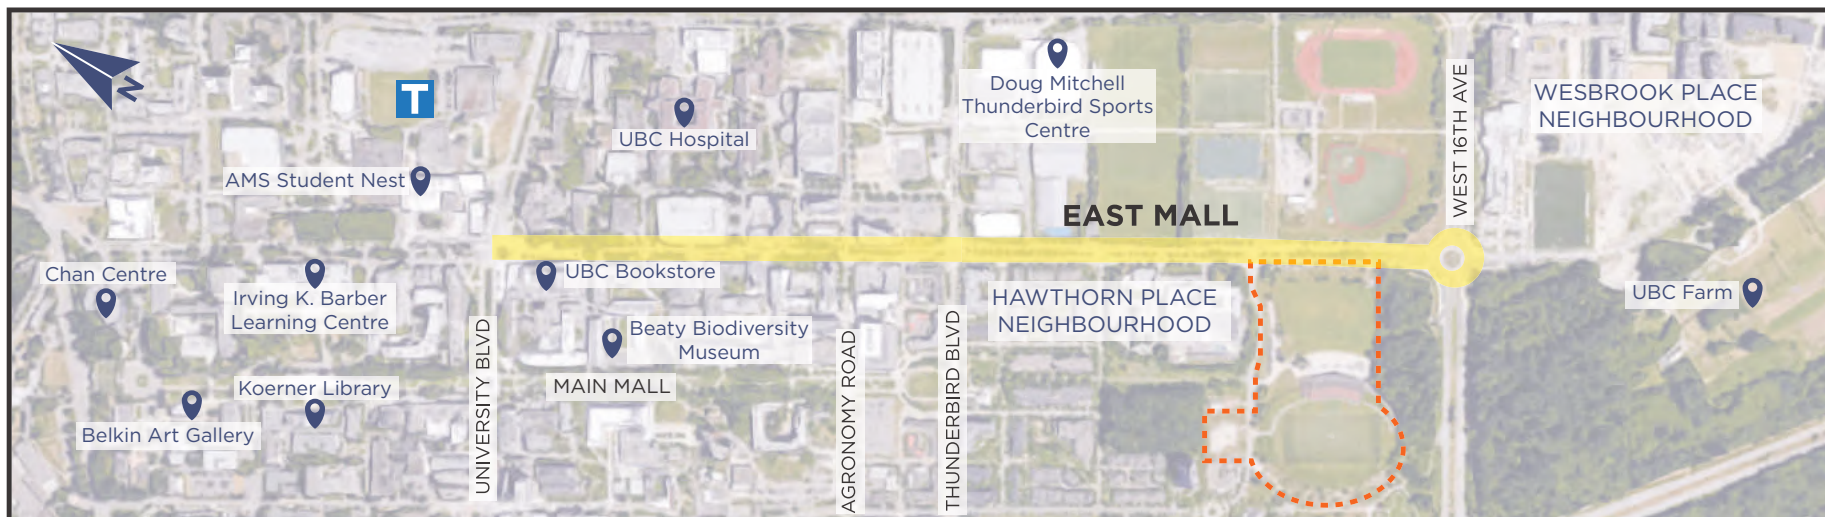 N
T
Doug Mitchell
Thunderbird Sports
Centre
WEST 16TH AVE
WESBROOK PLACE
NEIGHBOURHOOD
UBC Hospital
AMS Student Nest
EAST MALL
Chan Centre
Irving K. Barber
Learning Centre
UBC Bookstore
HAWTHORN PLACE
NEIGHBOURHOOD
UBC Farm
UNIVERSITY BLVD
Beaty Biodiversity
Museum
MAIN MALL
AGRONOMY ROAD
THUNDERBIRD BLVD
Koerner Library
Belkin Art Gallery